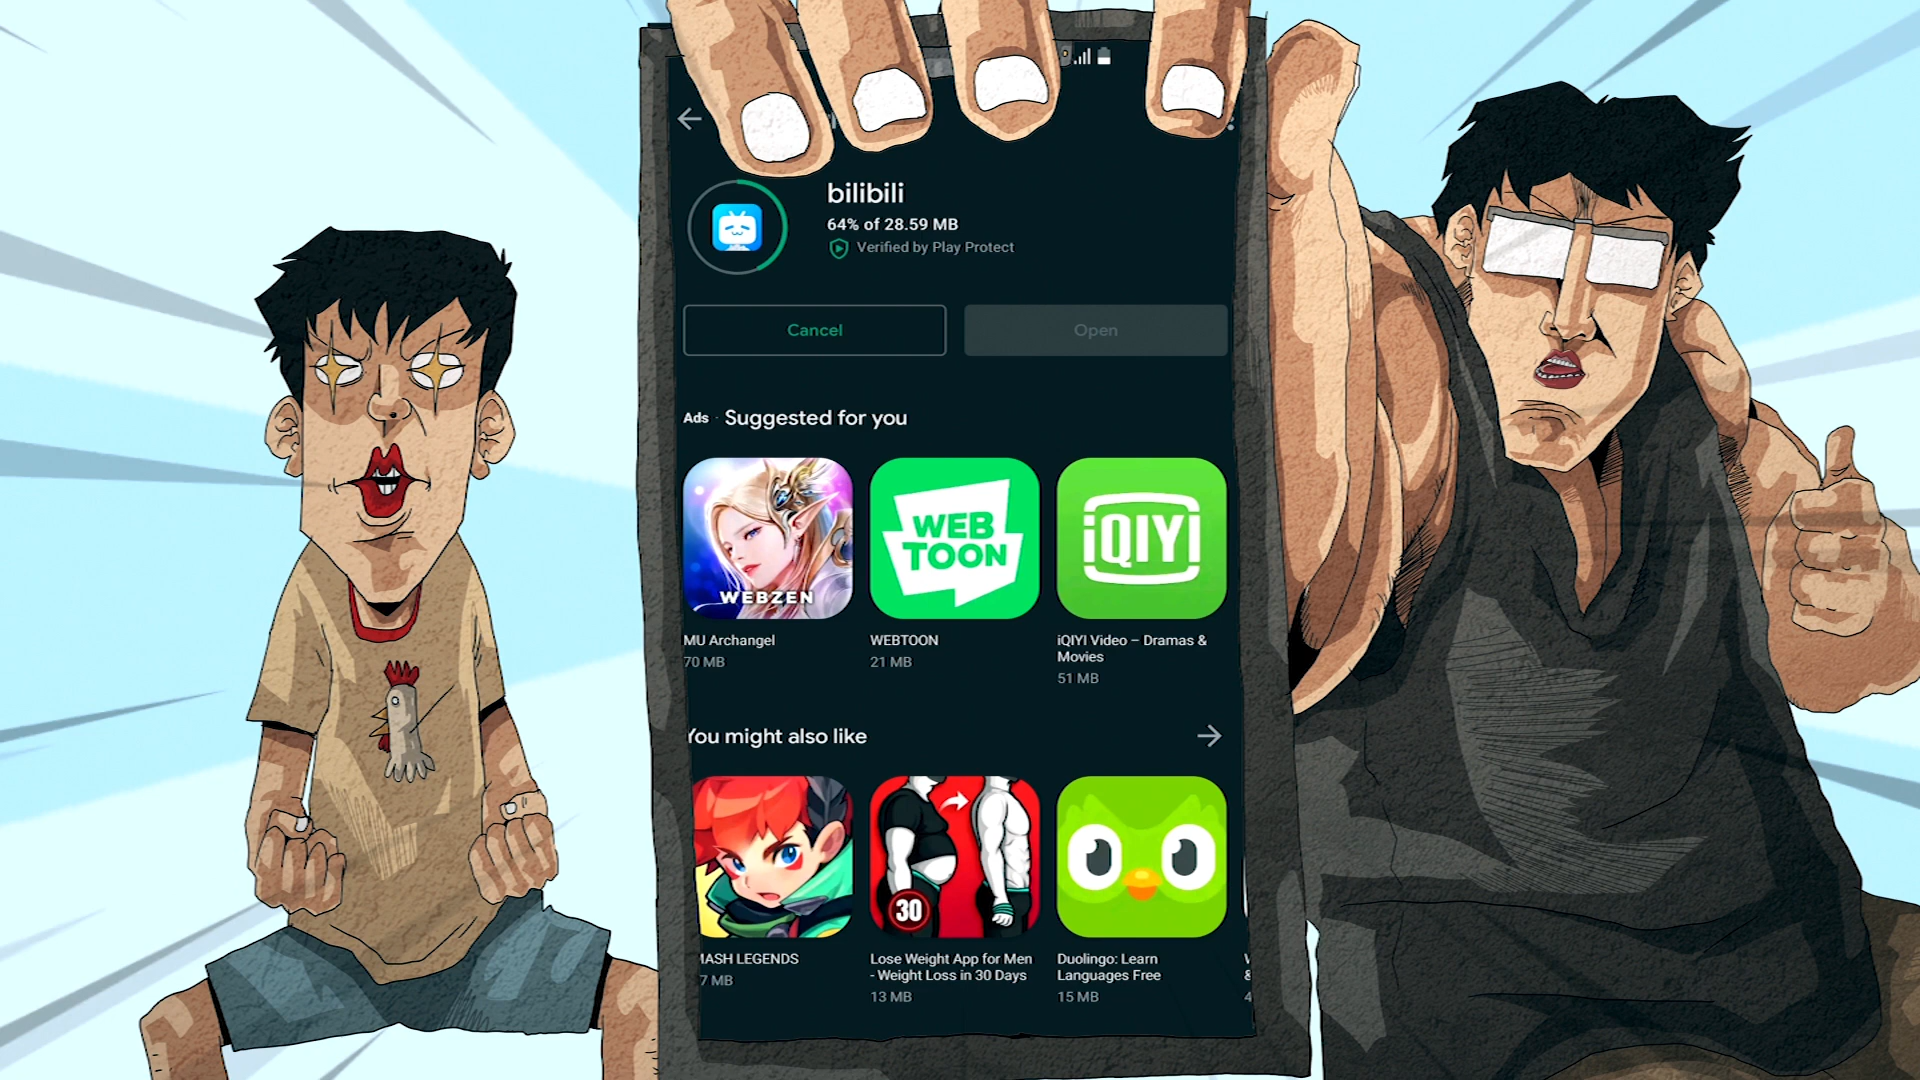 bilibili
64% of 28.59 MB
Verified by Play Protect
Cancel
Open
Ads · Suggested for you
WEBZEN
WEB
TOON
iQIYI
MU Archangel
70 MB
WEBTOON
21 MB
iQIYI Video – Dramas &
Movies
51 MB
You might also like
30
MASH LEGENDS
7 MB
Lose Weight App for Men
- Weight Loss in 30 Days
13 MB
Duolingo: Learn
Languages Free
15 MB
&
4